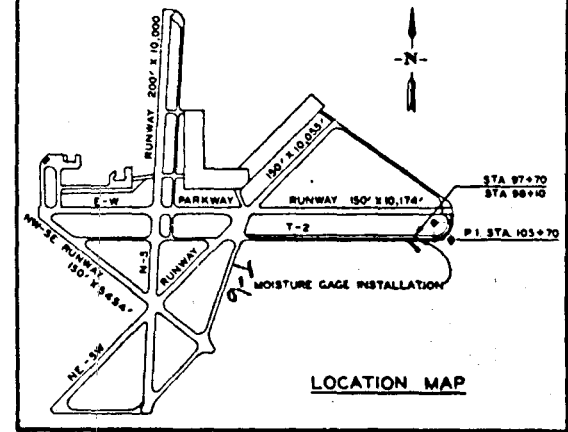 -N-
RUNWAY 200' X 10,000
150' X 10,055'
STA 97+70
STA 98+10
E-W
PARKWAY
RUNWAY 150' X 10,174'
T-2
P.I. STA. 105+70
NW-SE RUNWAY
150' X 5454'
N-S
RUNWAY
MOISTURE GAGE INSTALLATION
NE-SW
LOCATION MAP